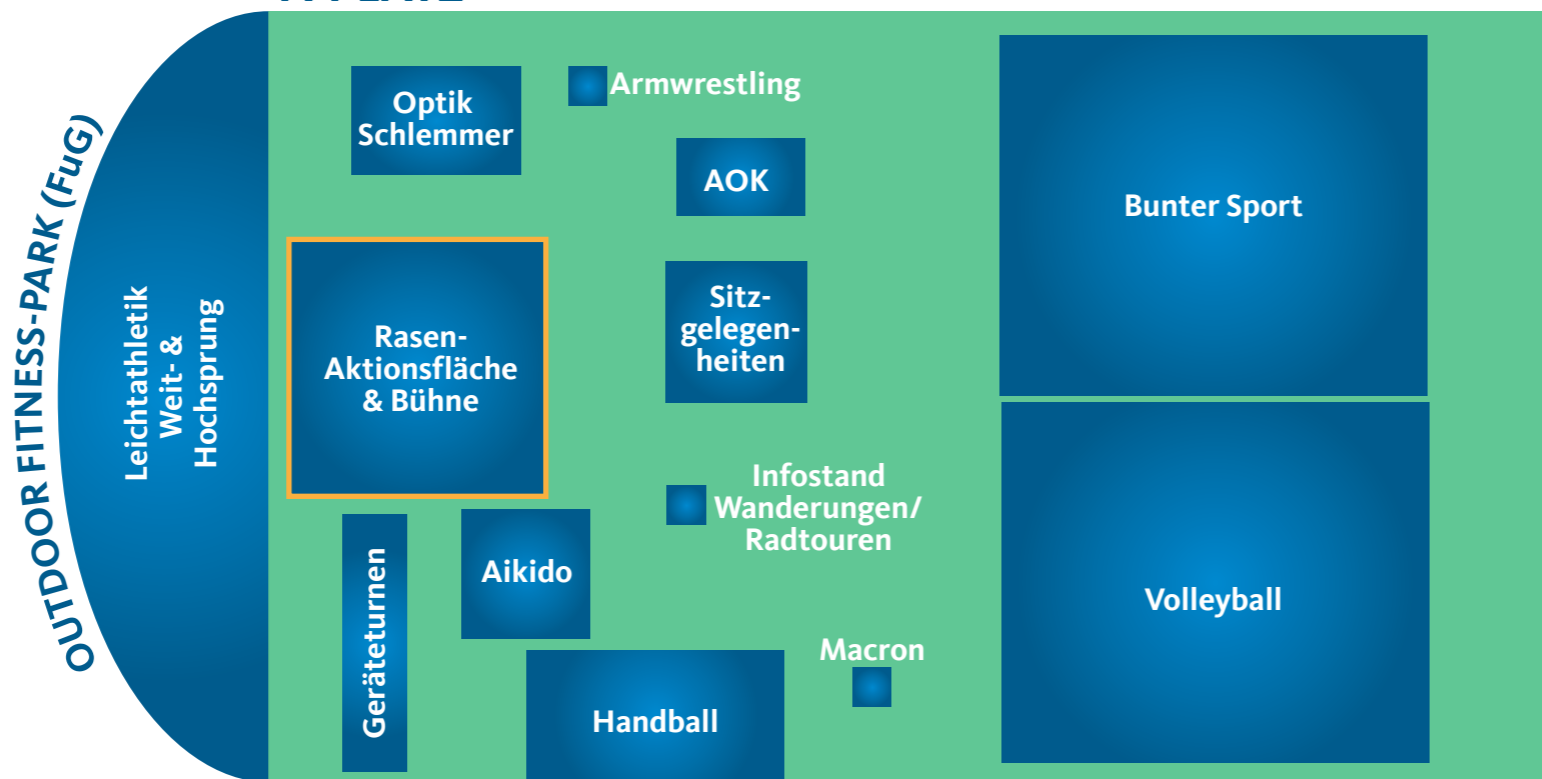 OUTDOOR FITNESS-PARK (FuG)
Leichtathletik
Weit- &
Hochsprung
Optik
Schlemmer
Armwrestling
AOK
Bunter Sport
Rasen-
Aktionsfläche
& Bühne
Sitz-
gelegen-
heiten
Infostand
Wanderungen/
Radtouren
Geräteturnen
Aikido
Volleyball
Macron
Handball